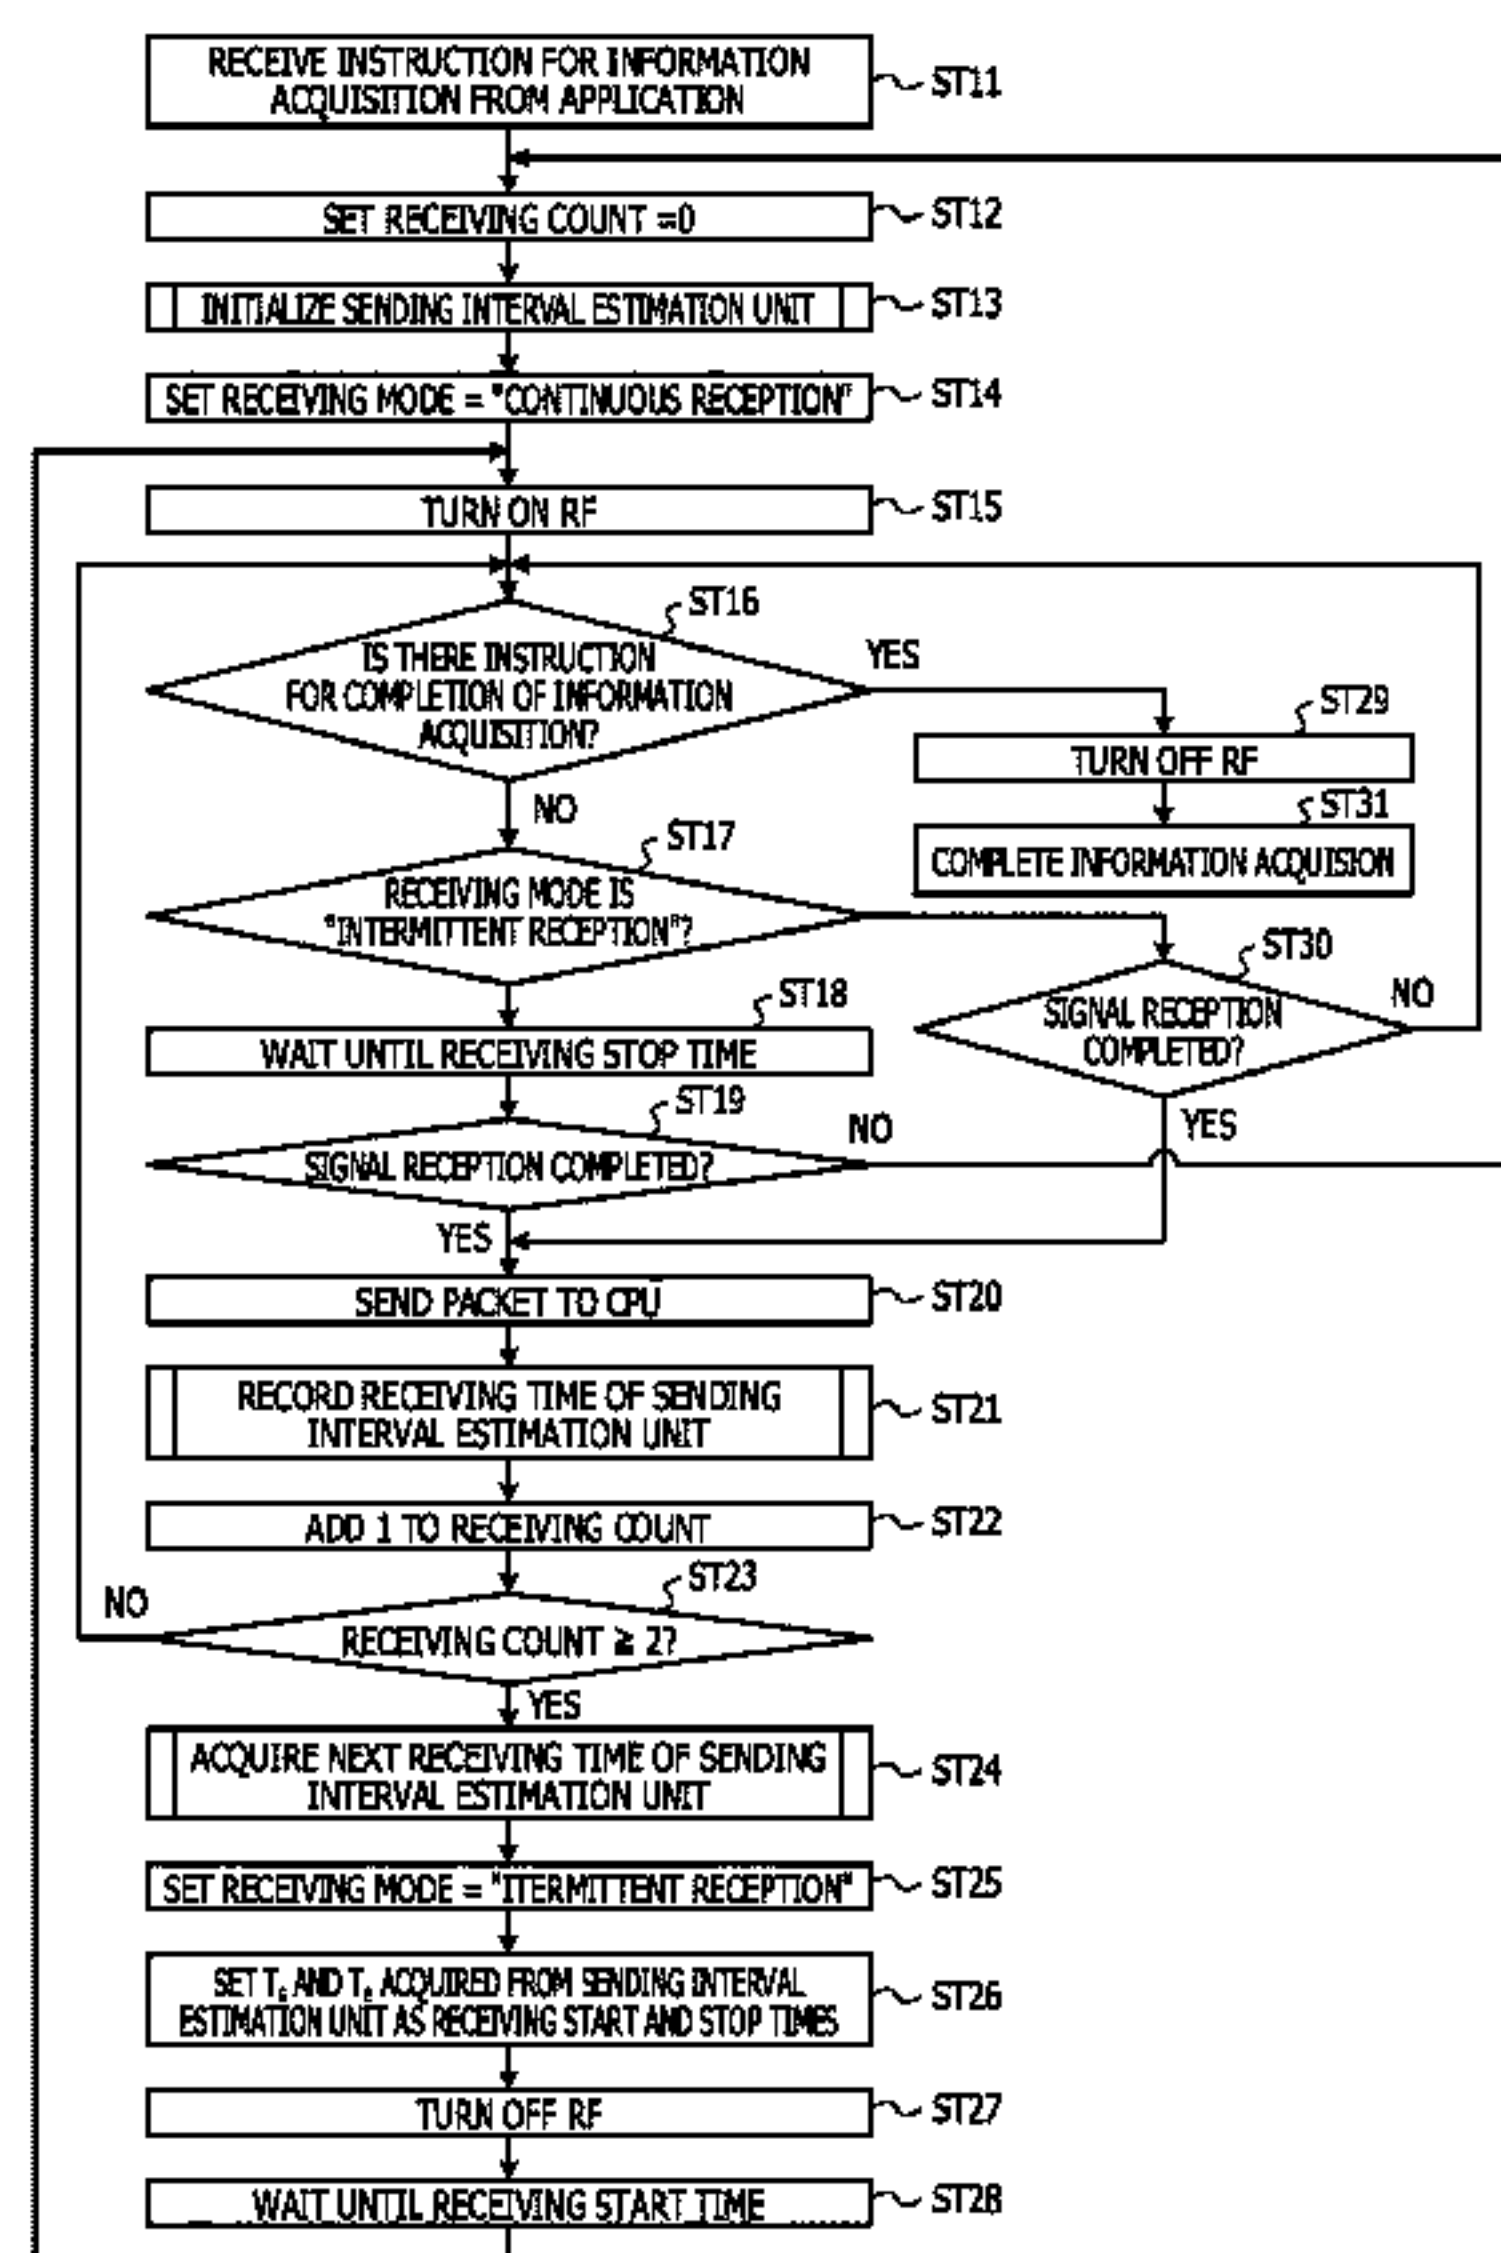 RECEIVE INSTRUCTION FOR INFORMATION
ACQUISITION FROM APPLICATION
ST11
SET RECEIVING COUNT =0
ST12
INITIALIZE SENDING INTERVAL ESTIMATION UNIT
ST13
SET RECEIVING MODE = "CONTINUOUS RECEPTION"
ST14
TURN ON RF
ST15
ST16
IS THERE INSTRUCTION
FOR COMPLETION OF INFORMATION
ACQUISITION?
YES
NO
ST29
TURN OFF RF
ST31
COMPLETE INFORMATION ACQUISION
ST17
RECEIVING MODE IS
"INTERMITTENT RECEPTION"?
ST30
SIGNAL RECEPTION
COMPLETED?
NO
YES
ST18
WAIT UNTIL RECEIVING STOP TIME
ST19
SIGNAL RECEPTION COMPLETED?
NO
YES
SEND PACKET TO CPU
ST20
RECORD RECEIVING TIME OF SENDING
INTERVAL ESTIMATION UNIT
ST21
ADD 1 TO RECEIVING COUNT
ST22
ST23
RECEIVING COUNT ≧ 2?
NO
YES
ACQUIRE NEXT RECEIVING TIME OF SENDING
INTERVAL ESTIMATION UNIT
ST24
SET RECEIVING MODE = "ITERMITTENT RECEPTION"
ST25
SET T AND T ACQUIRED FROM SENDING INTERVAL
ESTIMATION UNIT AS RECEIVING START AND STOP TIMES
ST26
TURN OFF RF
ST27
WAIT UNTIL RECEIVING START TIME
ST28